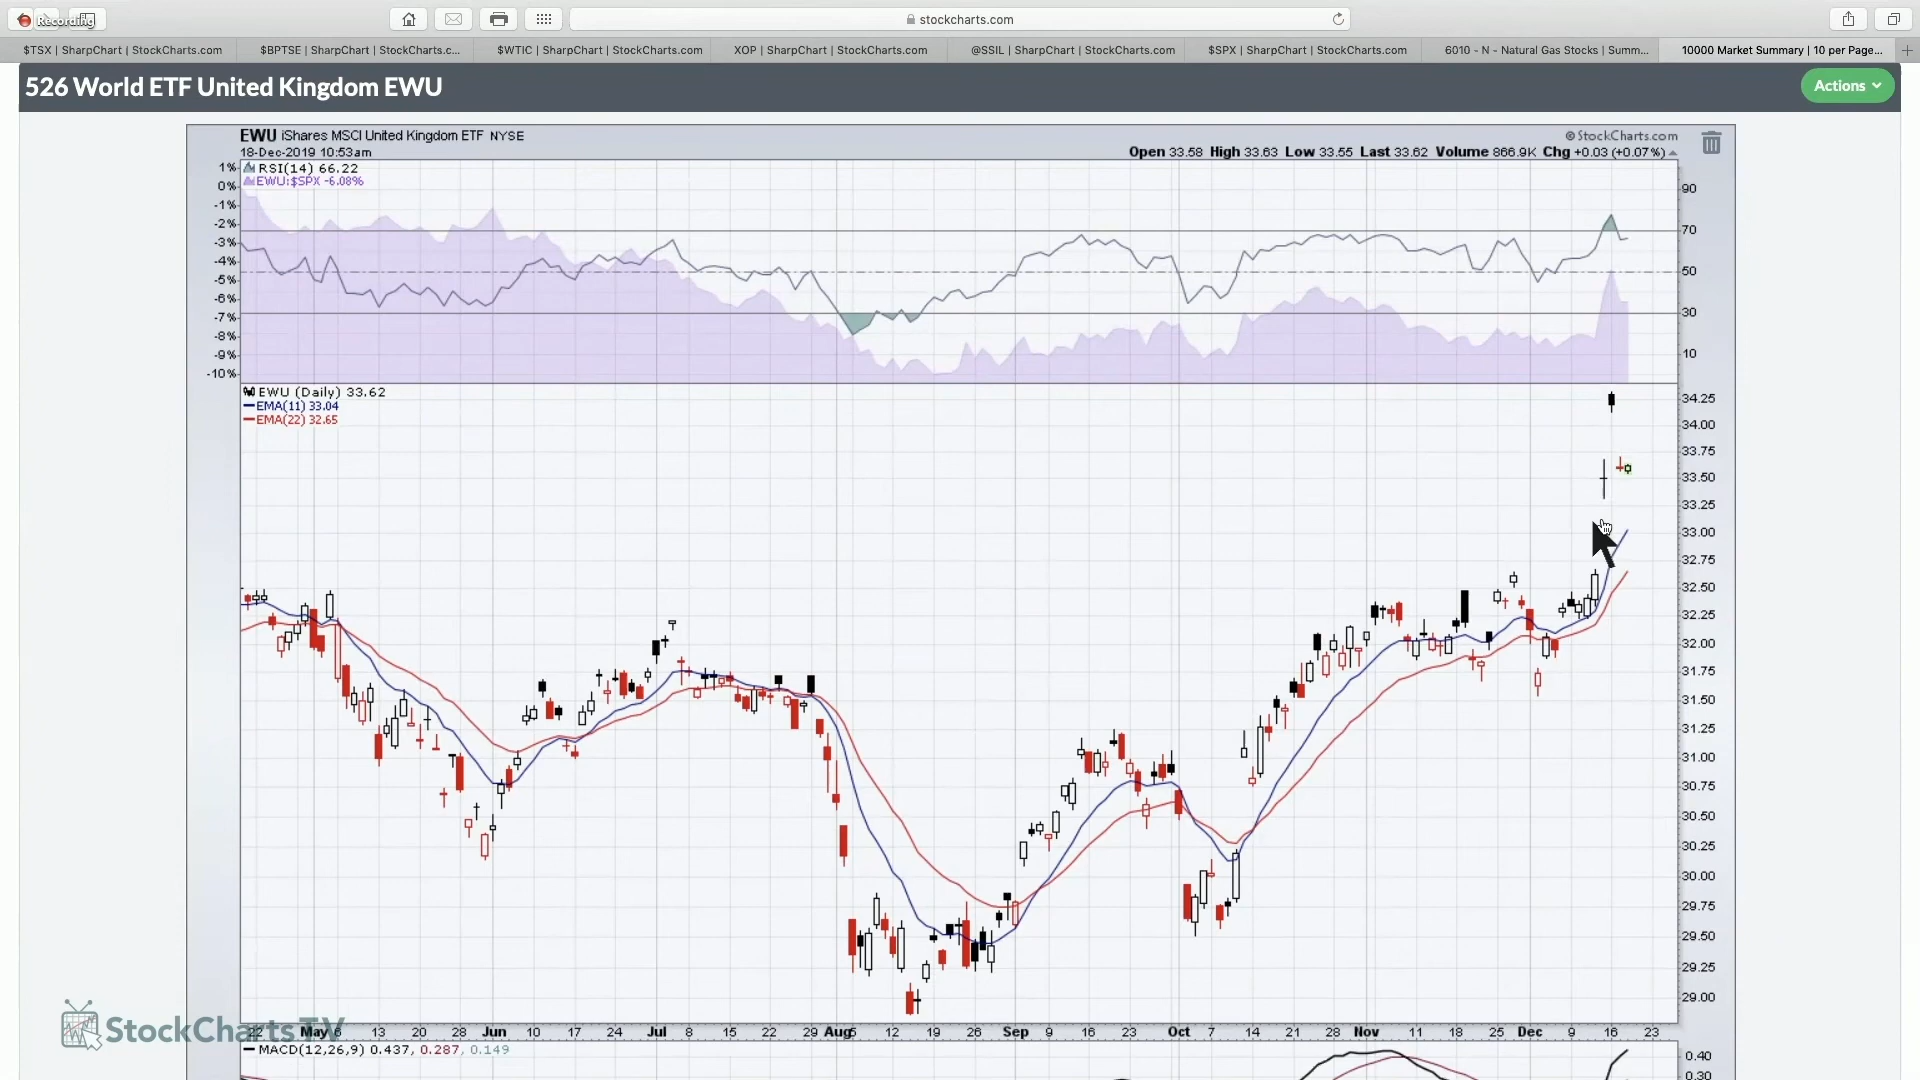 Recording
stockcharts.com
$TSX | SharpChart | StockCharts.com
$BPTSE | SharpChart | StockCharts.c...
$WTIC | SharpChart | StockCharts.com
XOP | SharpChart | StockCharts.com
@SSIL | SharpChart | StockCharts.com
$SPX | SharpChart | StockCharts.com
6010 - N - Natural Gas Stocks | Summ...
10000 Market Summary | 10 per Page...
526 World ETF United Kingdom EWU
Actions
EWU iShares MSCI United Kingdom ETF NYSE
© StockCharts.com
18-Dec-2019 10:53am
Open 33.58 High 33.63 Low 33.55 Last 33.62 Volume 866.9K Chg +0.03 (+0.07%)
RSI(14) 66.22
EWU:$SPX -6.08%
1%
0%
-1%
-2%
-3%
-4%
-5%
-6%
-7%
-8%
-9%
-10%
90
70
50
30
10
EWU (Daily) 33.62
EMA(11) 33.04
EMA(22) 32.65
34.25
34.00
33.75
33.50
33.25
33.00
32.75
32.50
32.25
32.00
31.75
31.50
31.25
31.00
30.75
30.50
30.25
30.00
29.75
29.50
29.25
29.00
22 May 6 13 20 28 Jun 10 17 24 Jul 8 15 22 29 Aug 12 19 26 Sep 9 16 23 Oct 7 14 21 28 Nov 11 18 25 Dec 9 16 23
StockCharts TV
MACD(12,26,9) 0.437, 0.287, 0.149
0.40
0.30